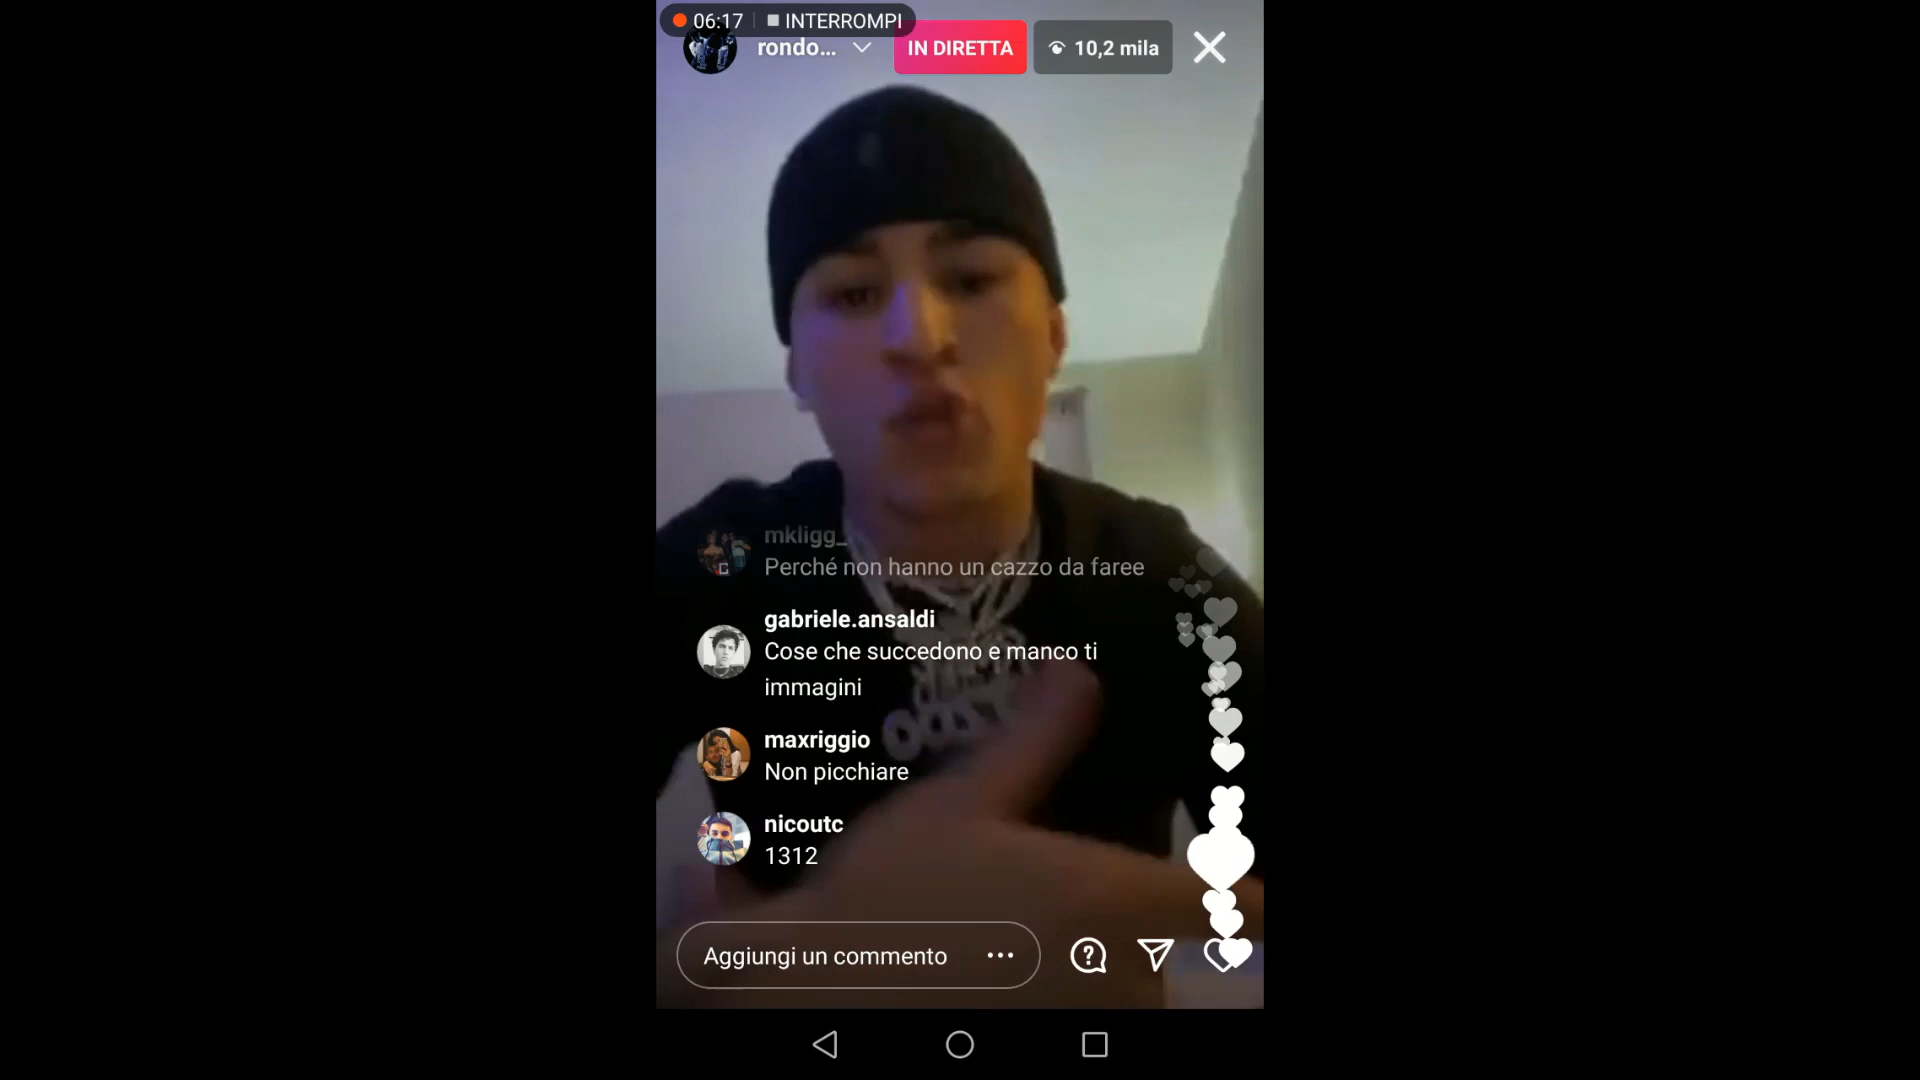 06:17 INTERROMPI
rondo... IN DIRETTA 10,2 mila
mkligg_
Perché non hanno un cazzo da faree
gabriele.ansaldi
Cose che succedono e manco ti
immagini
maxriggio
Non picchiare
nicoutc
1312
Aggiungi un commento